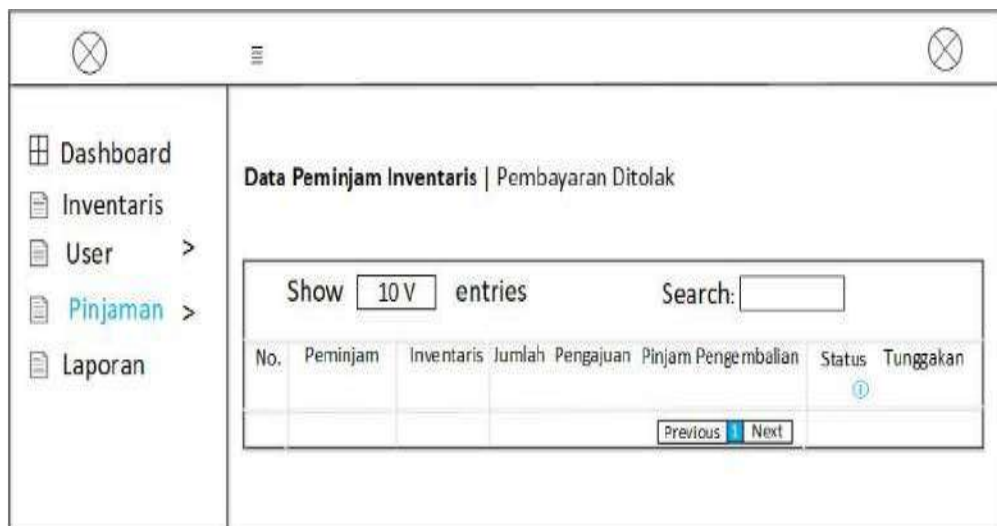 Dashboard
Inventaris
User >
Pinjaman >
Laporan
Data Peminjam Inventaris | Pembayaran Ditolak
Show 10 V entries Search:
No. Peminjam Inventaris Jumlah Pengajuan Pinjam Pengembalian Status Tunggakan
Previous 1 Next